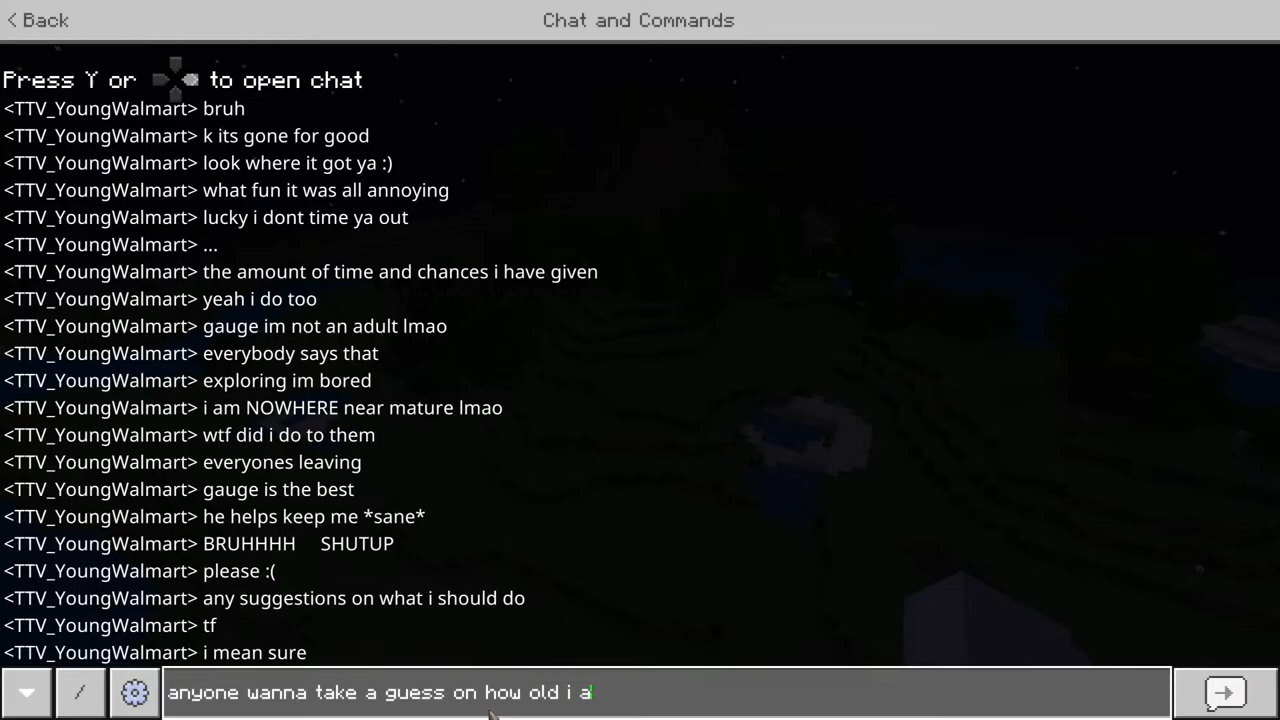 Back
Chat and Commands
Press Y or to open chat
<TTV_YoungWalmart> bruh
<TTV_YoungWalmart> k its gone for good
<TTV_YoungWalmart> look where it got ya :)
<TTV_YoungWalmart> what fun it was all annoying
<TTV_YoungWalmart> lucky i dont time ya out
<TTV_YoungWalmart> ...
<TTV_YoungWalmart> the amount of time and chances i have given
<TTV_YoungWalmart> yeah i do too
<TTV_YoungWalmart> gauge im not an adult lmao
<TTV_YoungWalmart> everybody says that
<TTV_YoungWalmart> exploring im bored
<TTV_YoungWalmart> i am NOWHERE near mature lmao
<TTV_YoungWalmart> wtf did i do to them
<TTV_YoungWalmart> everyones leaving
<TTV_YoungWalmart> gauge is the best
<TTV_YoungWalmart> he helps keep me *sane*
<TTV_YoungWalmart> BRUHHHH SHUTUP
<TTV_YoungWalmart> please :(
<TTV_YoungWalmart> any suggestions on what i should do
<TTV_YoungWalmart> tf
<TTV_YoungWalmart> i mean sure
/
anyone wanna take a guess on how old i a